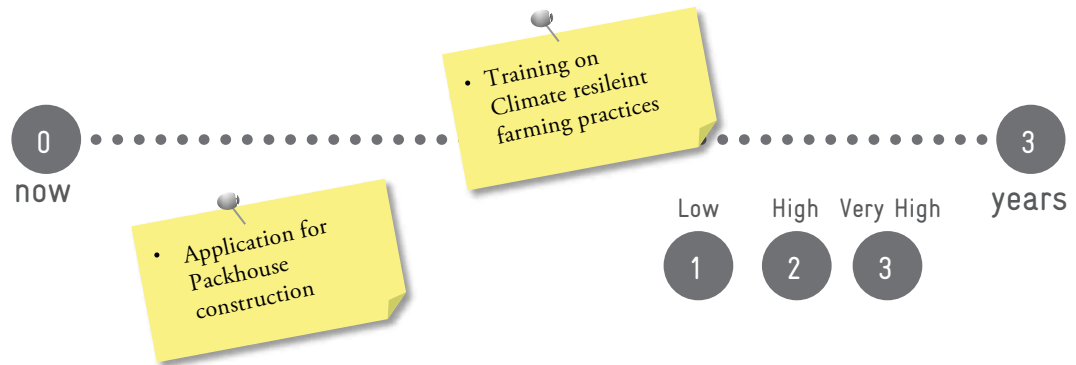 • Training on
Climate resileint
farming practices
0
3
now
years
• Application for
Packhouse
construction
Low High Very High
1 2 3